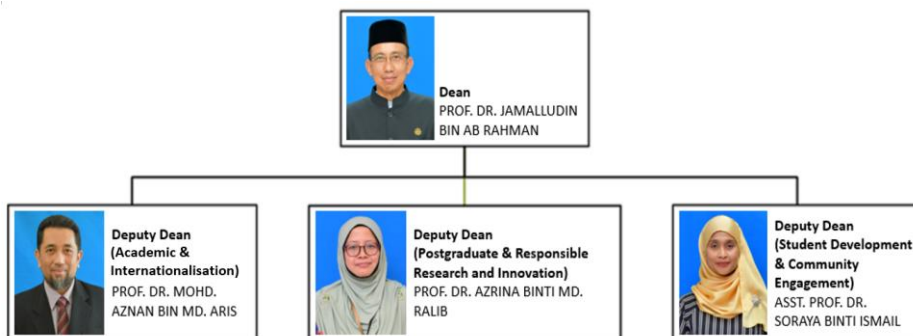 Dean
PROF. DR. JAMALLUDIN
BIN AB RAHMAN
Deputy Dean
(Academic &
Internationalisation)
PROF. DR. MOHD.
AZNAN BIN MD. ARIS
Deputy Dean
(Postgraduate & Responsible
Research and Innovation)
PROF. DR. AZRINA BINTI MD.
RALIB
Deputy Dean
(Student Development
& Community
Engagement)
ASST. PROF. DR.
SORAYA BINTI ISMAIL